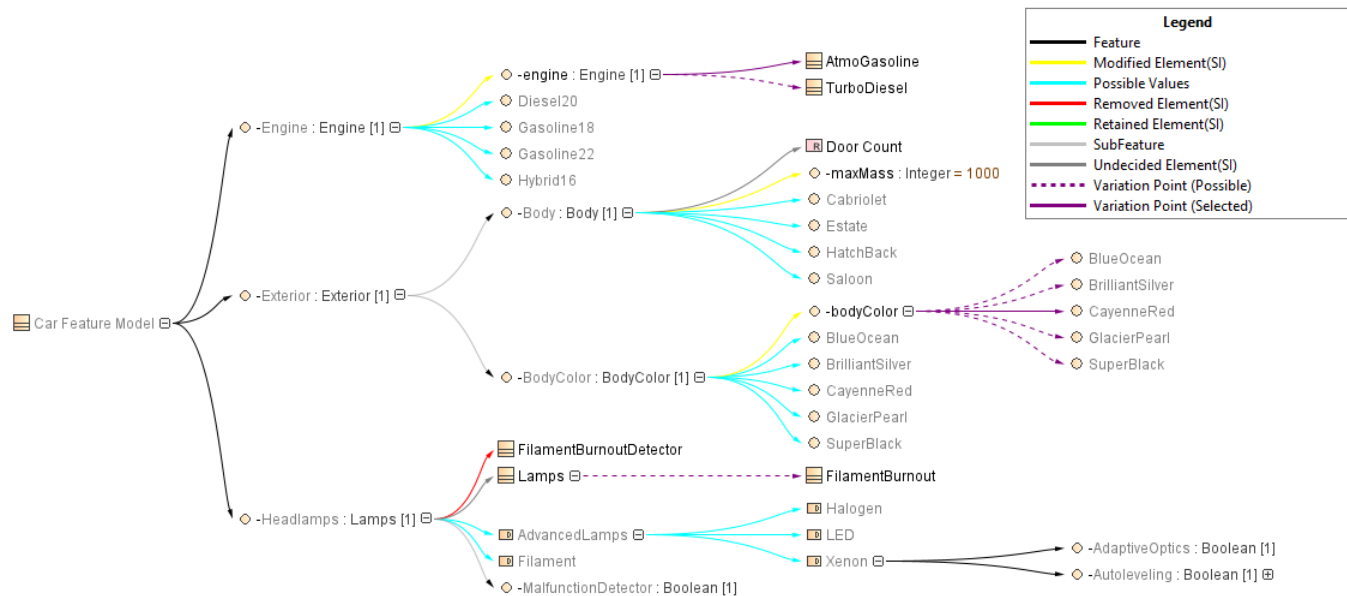 Legend
Feature
Modified Element(SI)
Possible Values
Removed Element(SI)
Retained Element(SI)
SubFeature
Undecided Element(SI)
Variation Point (Possible)
Variation Point (Selected)
Car Feature Model
-Engine : Engine [1]
-engine : Engine [1]
AtmoGasoline
TurboDiesel
Diesel20
Gasoline18
Gasoline22
Hybrid16
-Exterior : Exterior [1]
-Body : Body [1]
R Door Count
-maxMass : Integer = 1000
Cabriolet
Estate
HatchBack
Saloon
-BodyColor : BodyColor [1]
-bodyColor
BlueOcean
BrilliantSilver
CayenneRed
GlacierPearl
SuperBlack
BlueOcean
BrilliantSilver
CayenneRed
GlacierPearl
SuperBlack
-Headlamps : Lamps [1]
FilamentBurnoutDetector
Lamps
FilamentBurnout
AdvancedLamps
Halogen
LED
Xenon
-AdaptiveOptics : Boolean [1]
-Autoleveling : Boolean [1]
Filament
-MalfunctionDetector : Boolean [1]